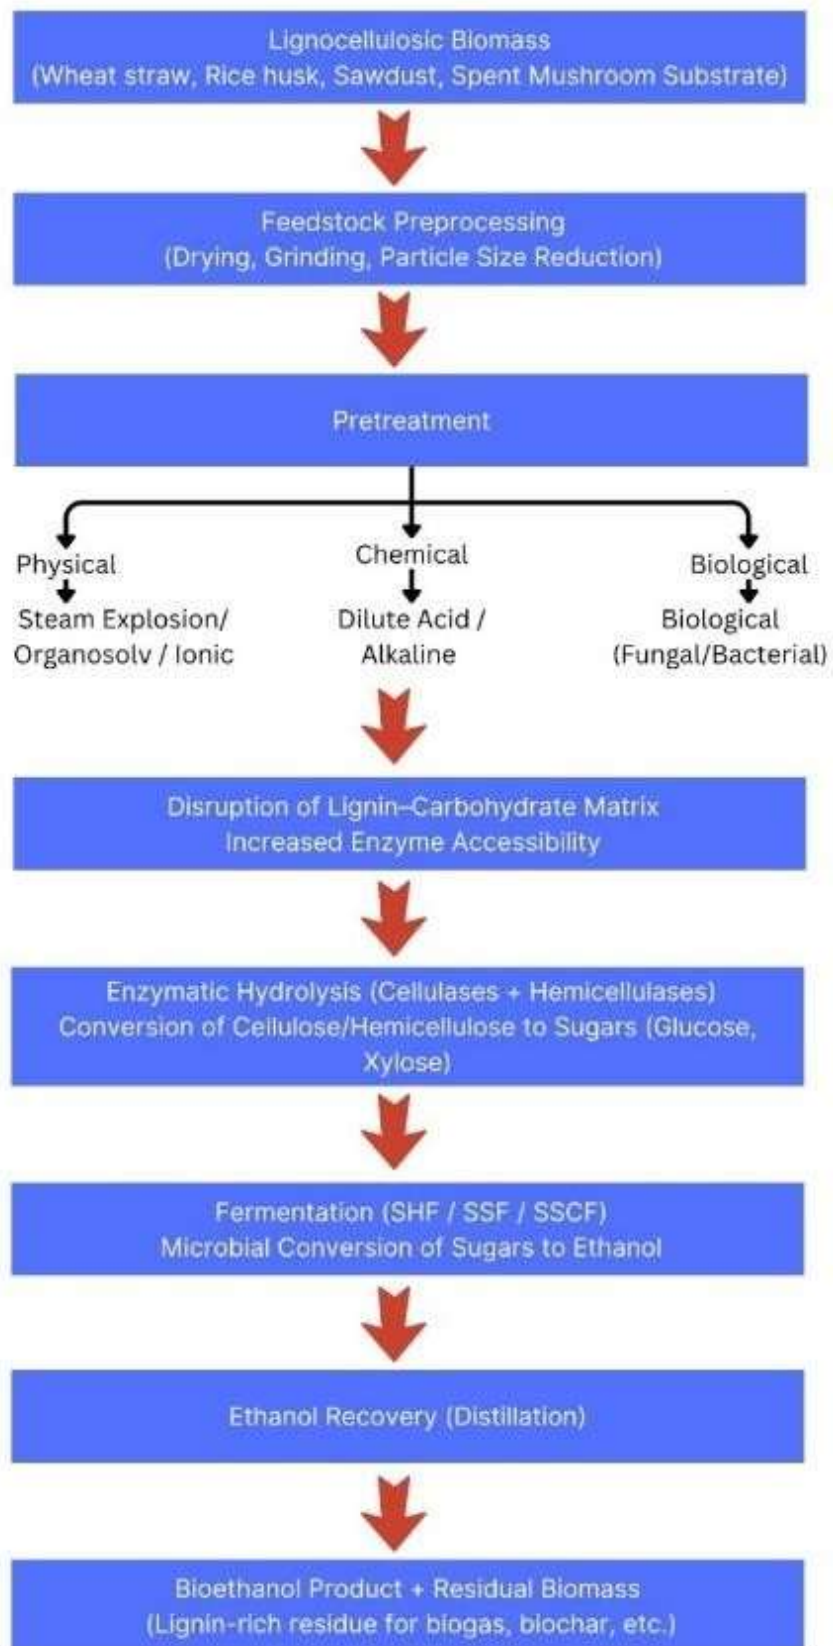 Lignocellulosic Biomass
(Wheat straw, Rice husk, Sawdust, Spent Mushroom Substrate)
Feedstock Preprocessing
(Drying, Grinding, Particle Size Reduction)
Pretreatment
Physical
Chemical
Biological
Steam Explosion/
Organosolv / Ionic
Dilute Acid /
Alkaline
Biological
(Fungal/Bacterial)
Disruption of Lignin–Carbohydrate Matrix
Increased Enzyme Accessibility
Enzymatic Hydrolysis (Cellulases + Hemicellulases)
Conversion of Cellulose/Hemicellulose to Sugars (Glucose,
Xylose)
Fermentation (SHF / SSF / SSCF)
Microbial Conversion of Sugars to Ethanol
Ethanol Recovery (Distillation)
Bioethanol Product + Residual Biomass
(Lignin-rich residue for biogas, biochar, etc.)